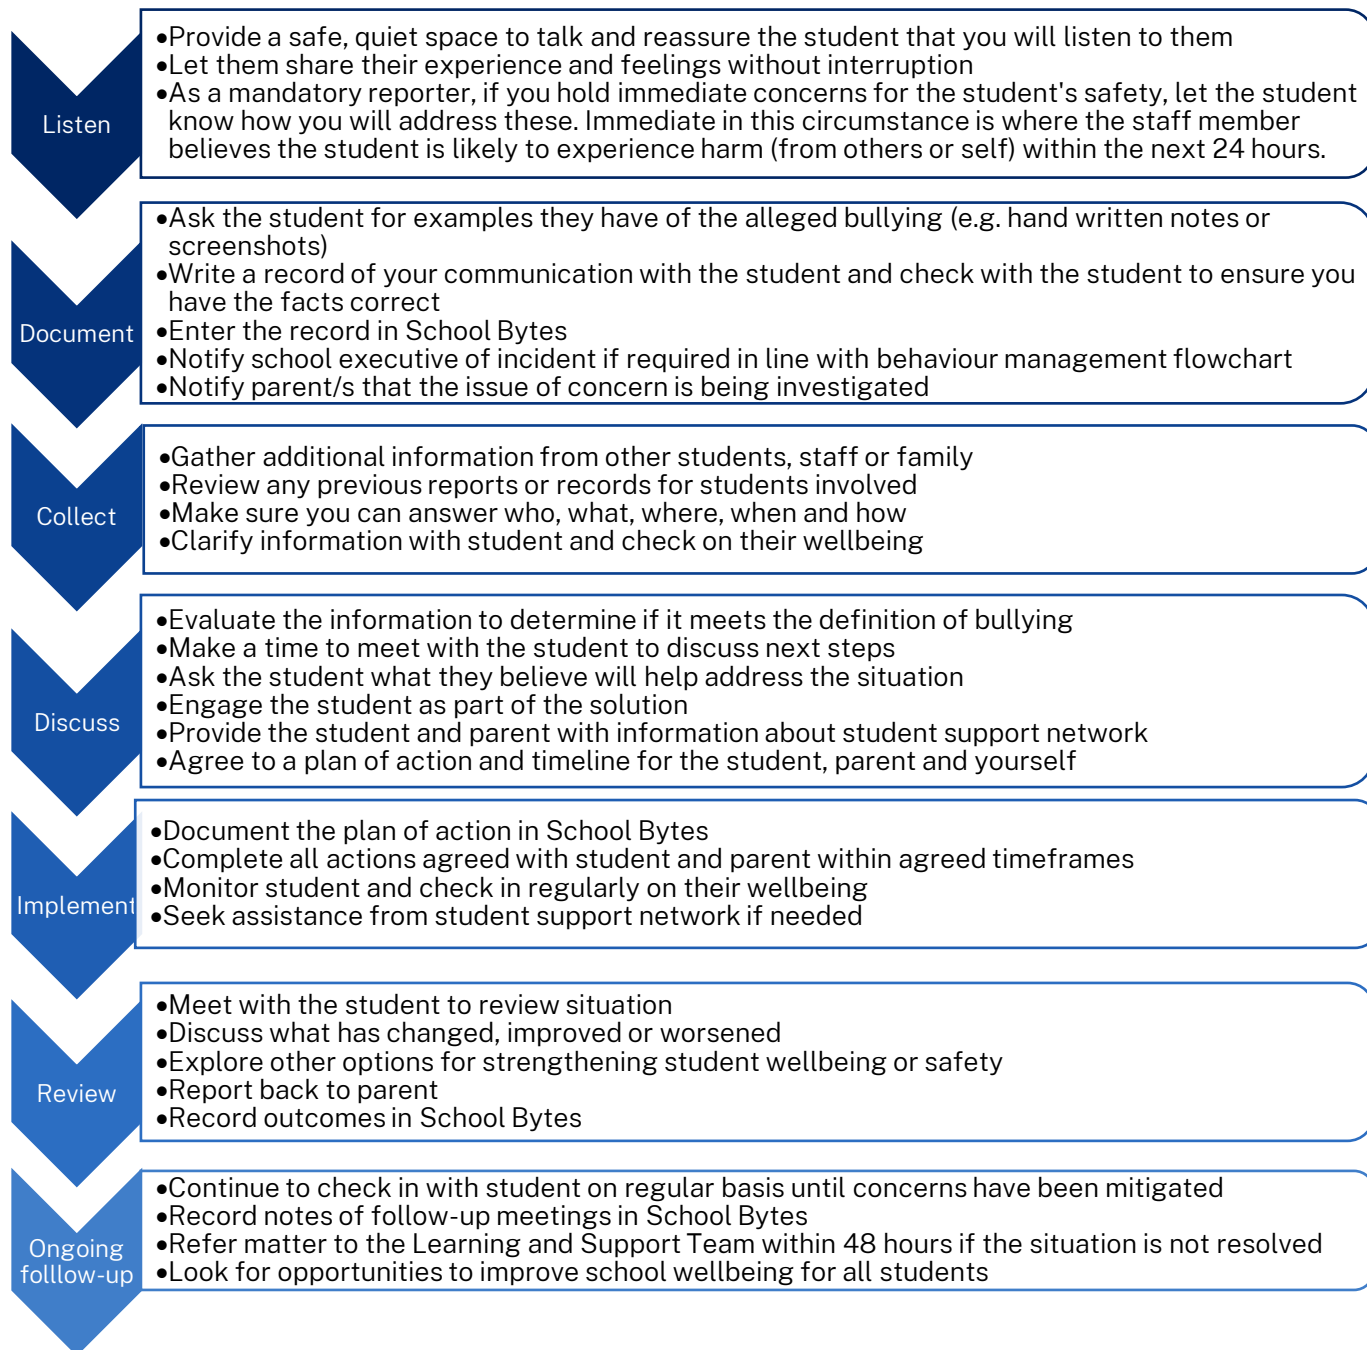 Listen
•Provide a safe, quiet space to talk and reassure the student that you will listen to them
•Let them share their experience and feelings without interruption
•As a mandatory reporter, if you hold immediate concerns for the student's safety, let the student
know how you will address these. Immediate in this circumstance is where the staff member
believes the student is likely to experience harm (from others or self) within the next 24 hours.
Document
•Ask the student for examples they have of the alleged bullying (e.g. hand written notes or
screenshots)
•Write a record of your communication with the student and check with the student to ensure you
have the facts correct
•Enter the record in School Bytes
•Notify school executive of incident if required in line with behaviour management flowchart
•Notify parent/s that the issue of concern is being investigated
Collect
•Gather additional information from other students, staff or family
•Review any previous reports or records for students involved
•Make sure you can answer who, what, where, when and how
•Clarify information with student and check on their wellbeing
Discuss
•Evaluate the information to determine if it meets the definition of bullying
•Make a time to meet with the student to discuss next steps
•Ask the student what they believe will help address the situation
•Engage the student as part of the solution
•Provide the student and parent with information about student support network
•Agree to a plan of action and timeline for the student, parent and yourself
Implement
•Document the plan of action in School Bytes
•Complete all actions agreed with student and parent within agreed timeframes
•Monitor student and check in regularly on their wellbeing
•Seek assistance from student support network if needed
Review
•Meet with the student to review situation
•Discuss what has changed, improved or worsened
•Explore other options for strengthening student wellbeing or safety
•Report back to parent
•Record outcomes in School Bytes
Ongoing
folllow-up
•Continue to check in with student on regular basis until concerns have been mitigated
•Record notes of follow-up meetings in School Bytes
•Refer matter to the Learning and Support Team within 48 hours if the situation is not resolved
•Look for opportunities to improve school wellbeing for all students